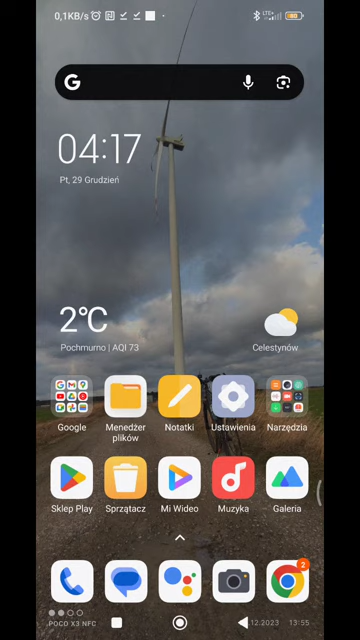 0,1KB/s
LTE
G
04:17
Pt, 29 Grudzień
2°C
Pochmurno | AQI 73
Celestynów
Google
Menedżer
plików
Notatki
Ustawienia
Narzędzia
Sklep Play
Sprzątacz
Mi Wideo
Muzyka
Galeria
2
POCO X3 NFC
12.2023 13:55